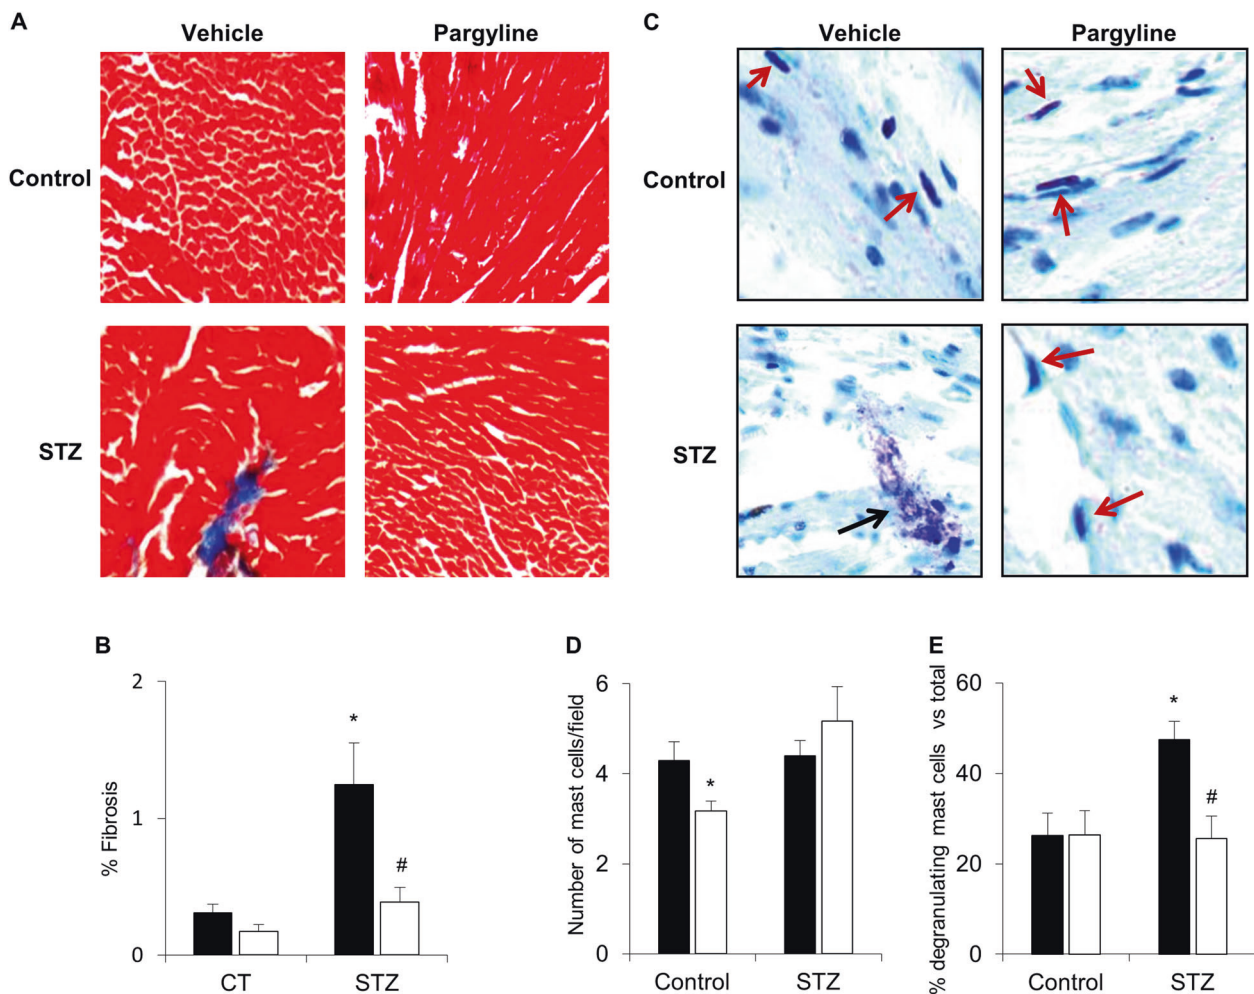 A
Vehicle
Pargyline
Control
STZ
C
Vehicle
Pargyline
Control
STZ
B
% Fibrosis
2
1
0
*
#
CT
STZ
D
Number of mast cells/field
6
4
2
0
*
Control
STZ
E
% degranulating mast cells vs total
60
40
20
0
*
#
Control
STZ